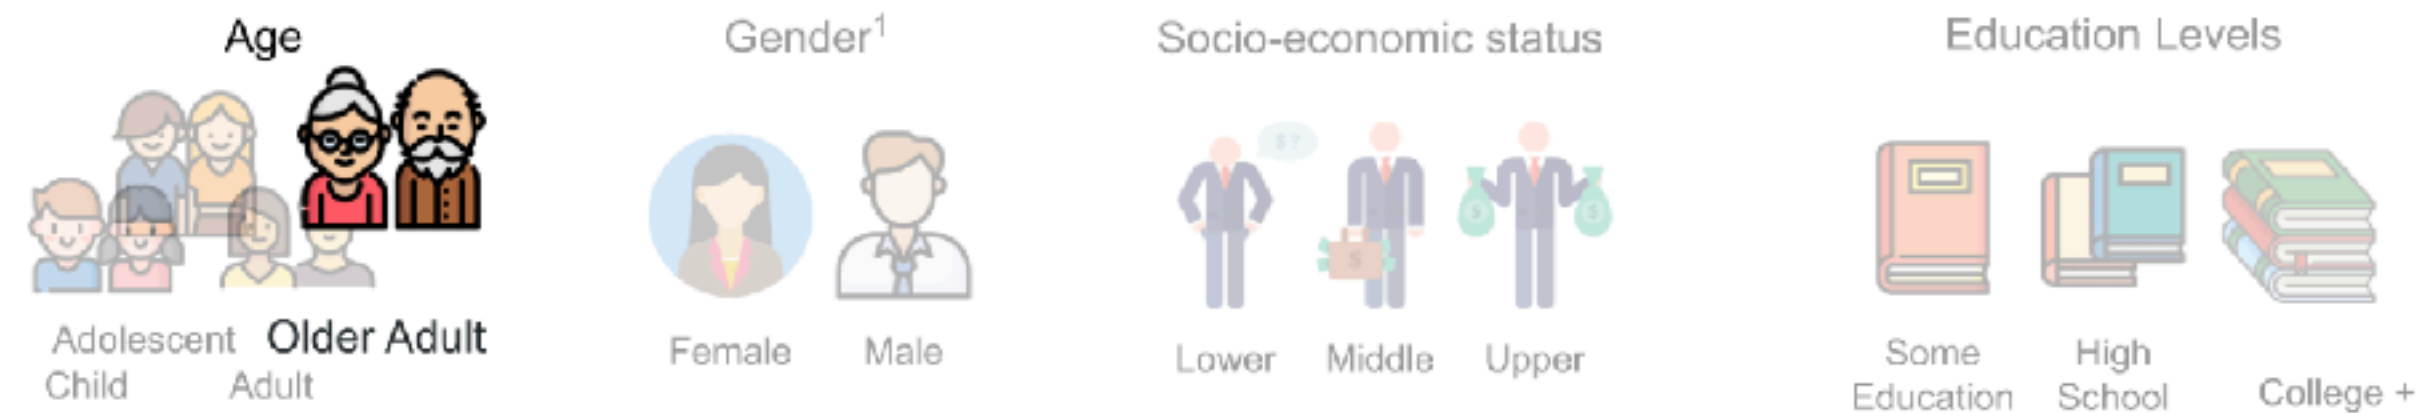 Age
Adolescent Older Adult
Child Adult
Gender1
Female Male
Socio-economic status
$?
$
$ $
Lower Middle Upper
Education Levels
Some High
Education School College +